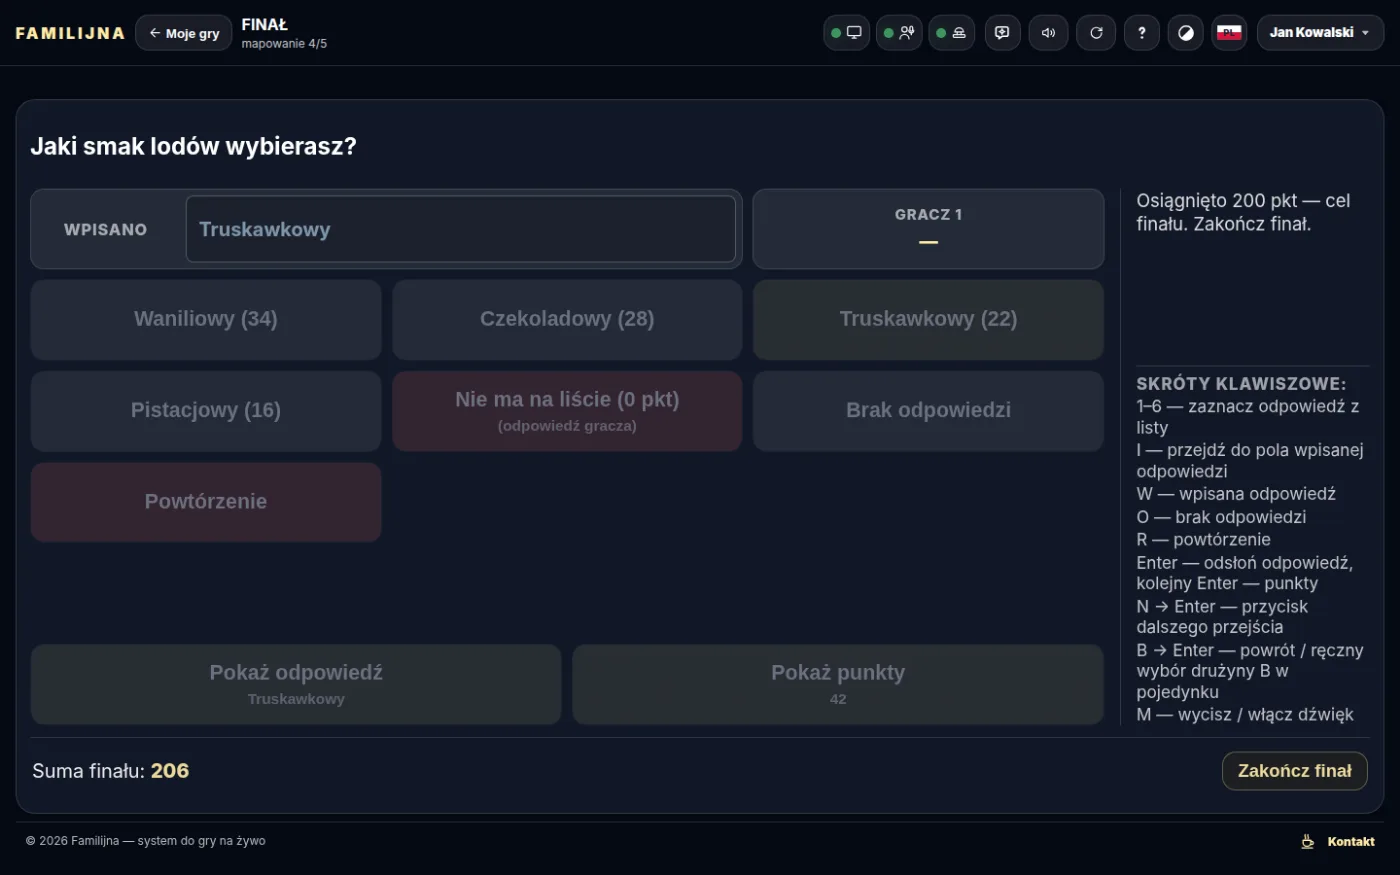 FAMILIJNA
← Moje gry
FINAŁ
mapowanie 4/5
?
PL
Jan Kowalski
Jaki smak lodów wybierasz?
WPISANO
Truskawkowy
GRACZ 1
—
Waniliowy (34)
Czekoladowy (28)
Truskawkowy (22)
Pistacjowy (16)
Nie ma na liście (0 pkt)
(odpowiedź gracza)
Brak odpowiedzi
Powtórzenie
Pokaż odpowiedź
Truskawkowy
Pokaż punkty
42
Osiągnięto 200 pkt — cel
finału. Zakończ finał.
SKRÓTY KLAWISZOWE:
1–6 — zaznacz odpowiedź z
listy
I — przejdź do pola wpisanej
odpowiedzi
W — wpisana odpowiedź
O — brak odpowiedzi
R — powtórzenie
Enter — odsłoń odpowiedź,
kolejny Enter — punkty
N → Enter — przycisk
dalszego przejścia
B → Enter — powrót / ręczny
wybór drużyny B w
pojedynku
M — wycisz / włącz dźwięk
Suma finału: 206
Zakończ finał
© 2026 Familijna — system do gry na żywo
Kontakt